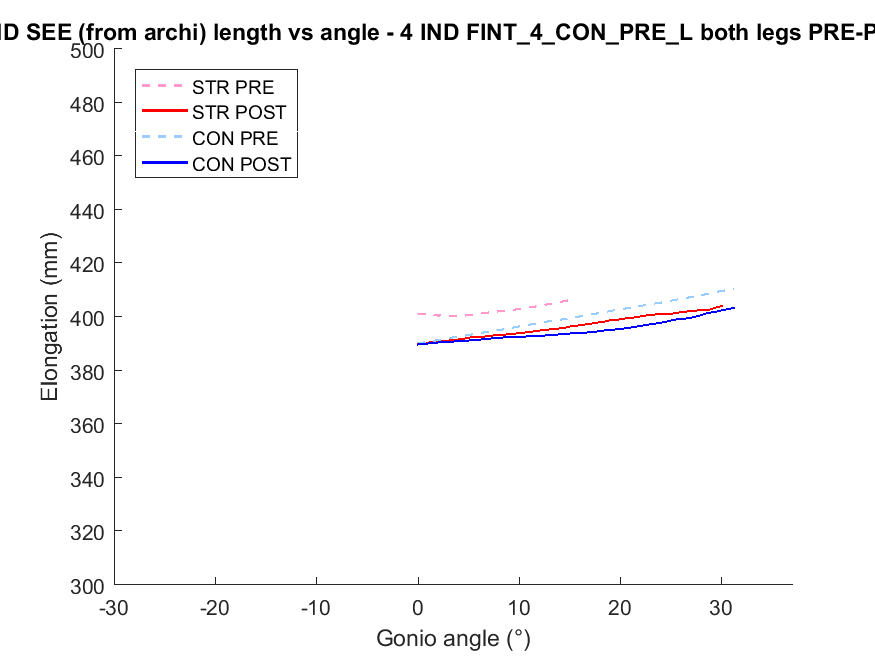 ND SEE (from archi) length vs angle - 4 IND FINT_4_CON_PRE_L both legs PRE-P
500
480
460
440
420
400
380
360
340
320
300
Elongation (mm)
STR PRE
STR POST
CON PRE
CON POST
-30
-20
-10
0
10
20
30
Gonio angle (°)